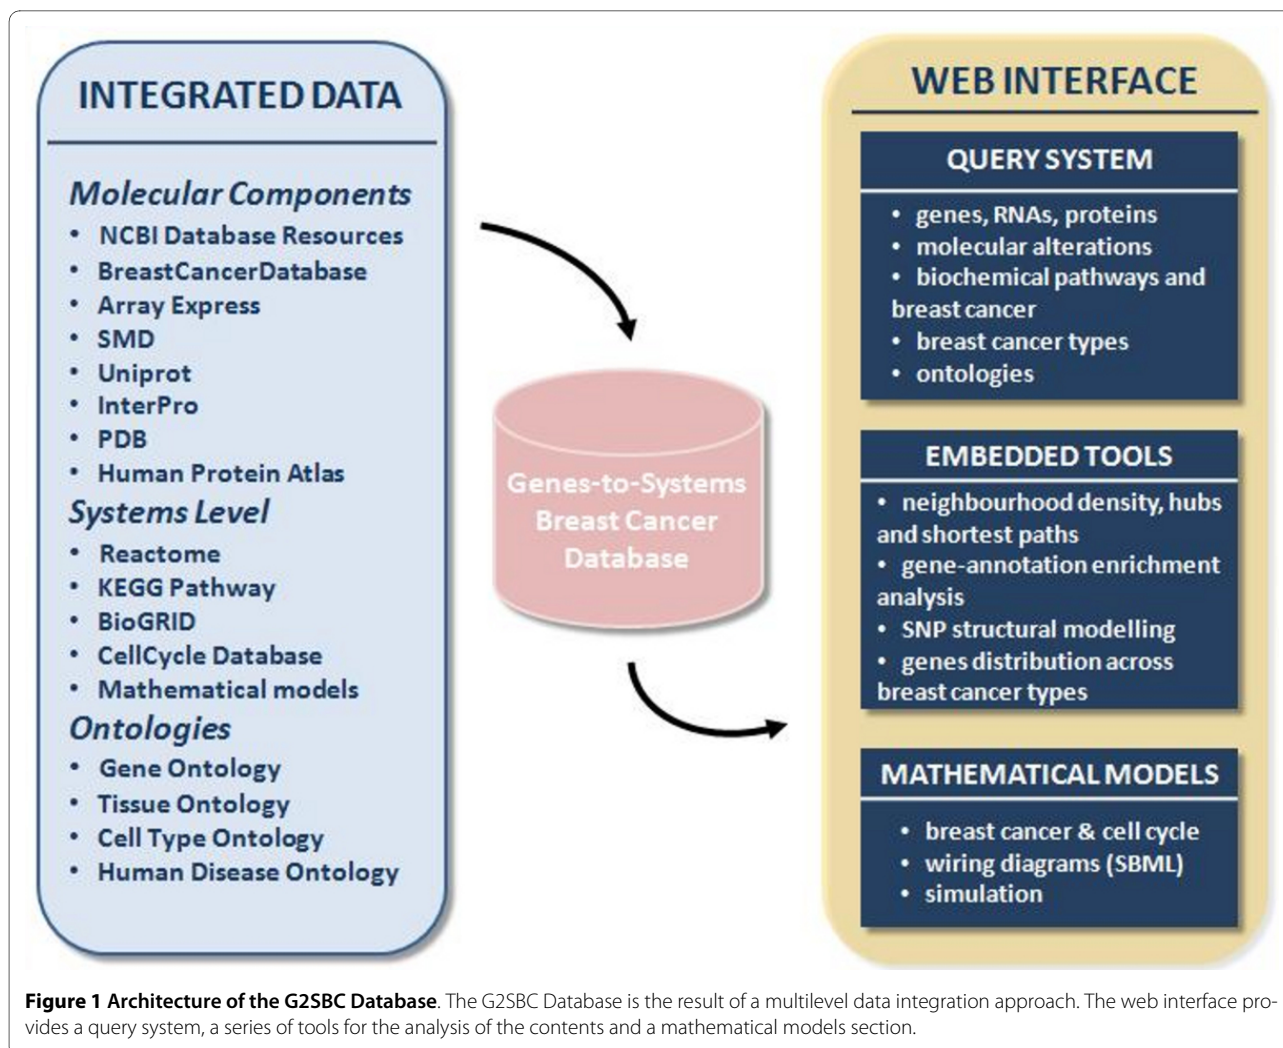 INTEGRATED DATA
Molecular Components
• NCBI Database Resources
• BreastCancerDatabase
• Array Express
• SMD
• Uniprot
• InterPro
• PDB
• Human Protein Atlas
Systems Level
• Reactome
• KEGG Pathway
• BioGRID
• CellCycle Database
• Mathematical models
Ontologies
• Gene Ontology
• Tissue Ontology
• Cell Type Ontology
• Human Disease Ontology
Genes-to-Systems
Breast Cancer
Database
WEB INTERFACE
QUERY SYSTEM
• genes, RNAs, proteins
• molecular alterations
• biochemical pathways and
breast cancer
• breast cancer types
• ontologies
EMBEDDED TOOLS
• neighbourhood density, hubs
and shortest paths
• gene-annotation enrichment
analysis
• SNP structural modelling
• genes distribution across
breast cancer types
MATHEMATICAL MODELS
• breast cancer & cell cycle
• wiring diagrams (SBML)
• simulation
Figure 1 Architecture of the G2SBC Database. The G2SBC Database is the result of a multilevel data integration approach. The web interface pro-
vides a query system, a series of tools for the analysis of the contents and a mathematical models section.